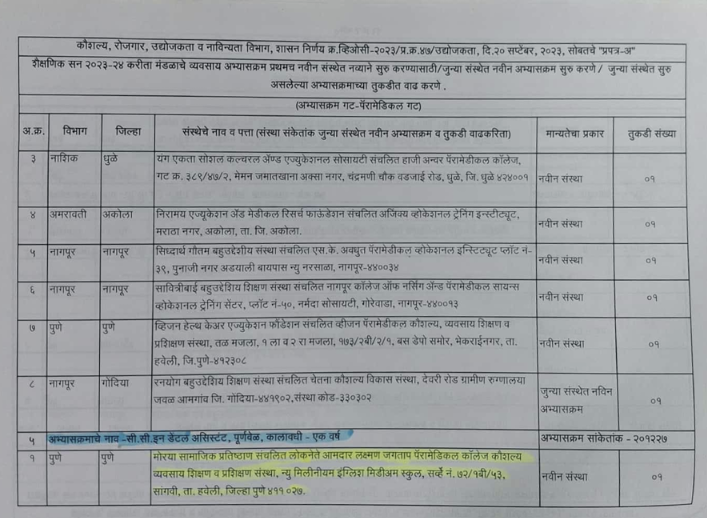 कौशल्य, रोजगार, उद्योजकता व नाविन्यता विभाग, शासन निर्णय क्र.व्हिओसी-२०२३/प्र.क्र.४७/उद्योजकता, दि.२० सप्टेंबर, २०२३, सोबतचे "प्रपत्र-अ"
शैक्षणिक सन २०२३-२४ करीता मंडळाचे व्यवसाय अभ्यासक्रम प्रथमच नवीन संस्थेत नव्याने सुरु करण्यासाठी/जुन्या संस्थेत नवीन अभ्यासक्रम सुरु करणे / जुन्या संस्थेत सुरु
असलेल्या अभ्यासक्रमाच्या तुकडीत वाढ करणे .
(अभ्यासक्रम गट-पॅरामेडिकल गट)
अ.क्र. विभाग जिल्हा संस्थेचे नाव व पत्ता (संस्था संकेतांक जुन्या संस्थेत नविन अभ्यासक्रम व तुकडी वाढकरिता) मान्यतेचा प्रकार तुकडी संख्या
३ नाशिक धुळे यंग एकता सोशल कल्चरल अ‍ॅण्ड एज्युकेशनल सोसायटी संचलित हाजी अन्वर पॅरामेडीकल कॉलेज,
गट क्र. ३८९/४७/२, मेमन जमातखाना अक्सा नगर, चंद्रमणी चौक वडजाई रोड, धुळे, जि. धुळे ४२४००१ नवीन संस्था ०१
४ अमरावती अकोला निरामय एज्यूकेशन अ‍ॅड मेडीकल रिसर्च फाऊंडेशन संचलित अजिंक्य व्होकेशनल ट्रेनिंग इन्स्टीट्यूट,
मराठा नगर, अकोला, ता. जि. अकोला. नवीन संस्था ०१
५ नागपूर नागपूर सिध्दार्थ गौतम बहुउद्देशीय संस्था संचलित एस.के. अवधुत पॅरामेडीकल व्होकेशनल इन्स्टिट्यूट प्लॉट नं-
३९, पुनाजी नगर अडयाली बायपास न्यु नरसाळा, नागपूर-४४००३४ नवीन संस्था ०१
६ नागपूर नागपूर सावित्रीबाई बहुउद्देशिय शिक्षण संस्था संचलित नागपूर कॉलेज ऑफ नर्सिंग अ‍ॅन्ड पॅरामेडीकल सायन्स
व्होकेशनल ट्रेनिंग सेंटर, प्लॉट नं-५०, नर्मदा सोसायटी, गोरेवाडा, नागपूर-४४००१३ नवीन संस्था ०१
७ पुणे पुणे व्हिजन हेल्थ केअर एज्युकेशन फौंडेशन संचलित व्हीजन पॅरामेडीकल कौशल्य, व्यवसाय शिक्षण व
प्रशिक्षण संस्था, तळ मजला, १ ला व २ रा मजला, १७३/२बी/२/१, बस डेपो समोर, भेकराईनगर, ता.
हवेली, जि.पुणे-४१२३०८ नवीन संस्था ०१
८ नागपूर गोंदिया रनयोग बहुउद्देशिय शिक्षण संस्था संचलित चेतना कौशल्य विकास संस्था, देवरी रोड ग्रामीण रुग्णालया
जवळ आमगांव जि. गोंदिया-४४१९०२,संस्था कोड-३३०३०२ जुन्या संस्थेत नविन
अभ्यासक्रम ०१
५ अभ्यासक्रमाचे नाव -सी.सी.इन डेंटल असिस्टंट, पूर्णवेळ, कालावधी - एक वर्ष अभ्यासक्रम सांकेतांक - २०१२२७
१ पुणे पुणे मोरया सामाजिक प्रतिष्ठाण संचलित लोकनेते आमदार लक्ष्मण जगताप पॅरामेडिकल कॉलेज कौशल्य
व्यवसाय शिक्षण व प्रशिक्षण संस्था, न्यु मिलीनीयम इंग्लिश मिडीअम स्कुल, सर्व्हे नं. ७२/१बी/५३,
सांगवी, ता. हवेली, जिल्हा पुणे ४११०२७. नवीन संस्था ०१